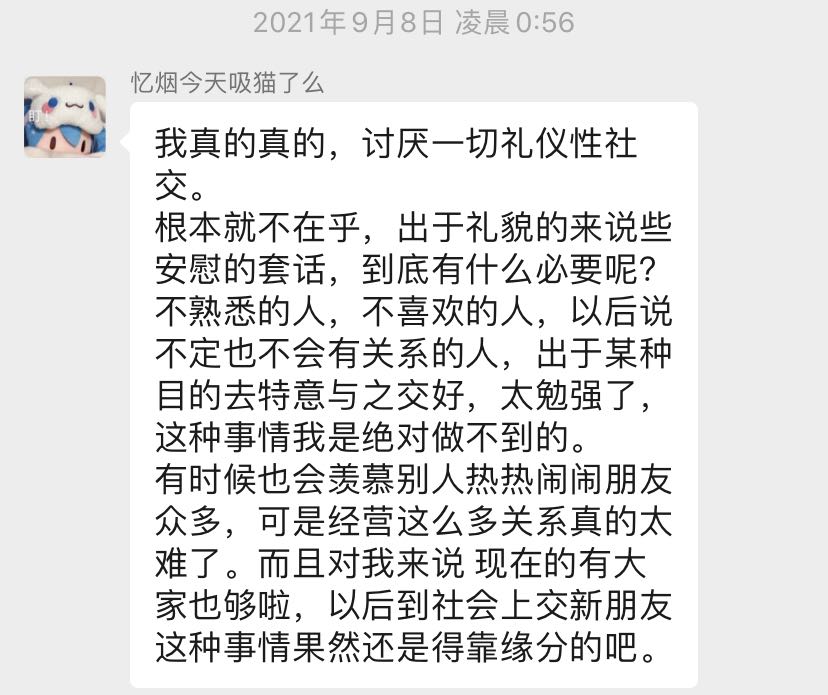 2021年9月8日 凌晨0:56
忆烟今天吸猫了么
盯!
我真的真的，讨厌一切礼仪性社
交。
根本就不在乎，出于礼貌的来说些
安慰的套话，到底有什么必要呢？
不熟悉的人，不喜欢的人，以后说
不定也不会有关系的人，出于某种
目的去特意与之交好，太勉强了，
这种事情我是绝对做不到的。
有时候也会羡慕别人热热闹闹朋友
众多，可是经营这么多关系真的太
难了。而且对我来说 现在的有大
家也够啦，以后到社会上交新朋友
这种事情果然还是得靠缘分的吧。